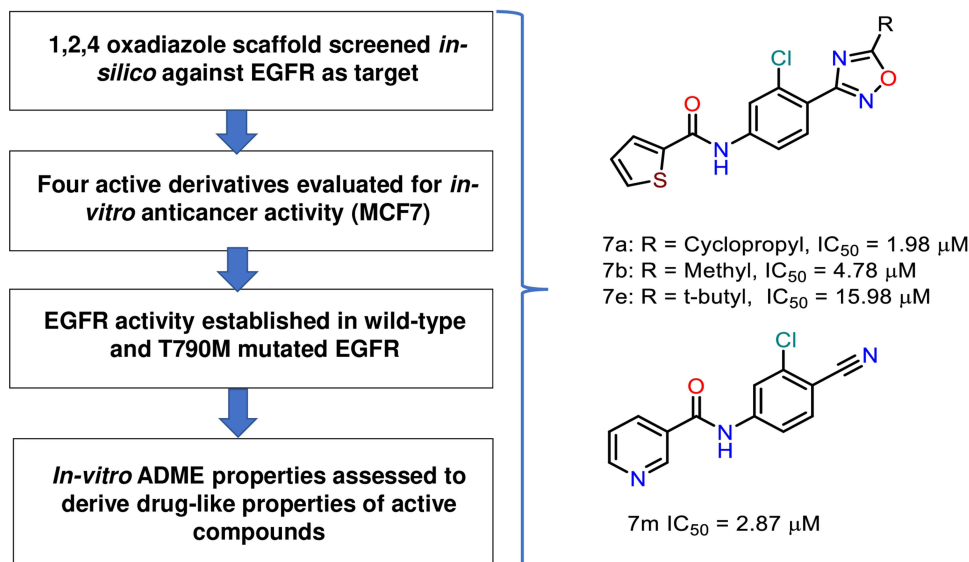 1,2,4 oxadiazole scaffold screened in-
silico against EGFR as target
Four active derivatives evaluated for in-
vitro anticancer activity (MCF7)
EGFR activity established in wild-type
and T790M mutated EGFR
In-vitro ADME properties assessed to
derive drug-like properties of active
compounds
R
Cl
N
O
N
O
N
H
S
7a: R = Cyclopropyl, IC50 = 1.98 μM
7b: R = Methyl, IC50 = 4.78 μM
7e: R = t-butyl, IC50 = 15.98 μM
Cl
N
O
N
H
N
7m IC50 = 2.87 μM